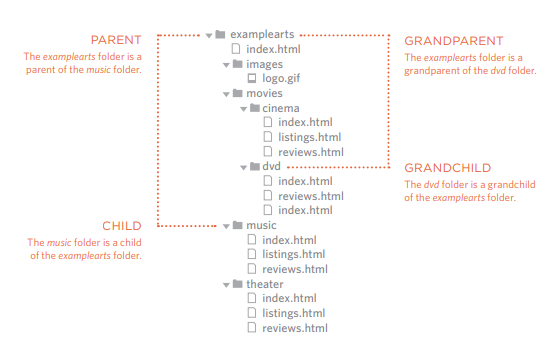 PARENT
The examplearts folder is a
parent of the music folder.
CHILD
The music folder is a child
of the examplearts folder.
examplearts
index.html
images
logo.gif
movies
cinema
index.html
listings.html
reviews.html
dvd
index.html
reviews.html
index.html
music
index.html
listings.html
reviews.html
theater
index.html
listings.html
reviews.html
GRANDPARENT
The examplearts folder is a
grandparent of the dvd folder.
GRANDCHILD
The dvd folder is a grandchild
of the examplearts folder.